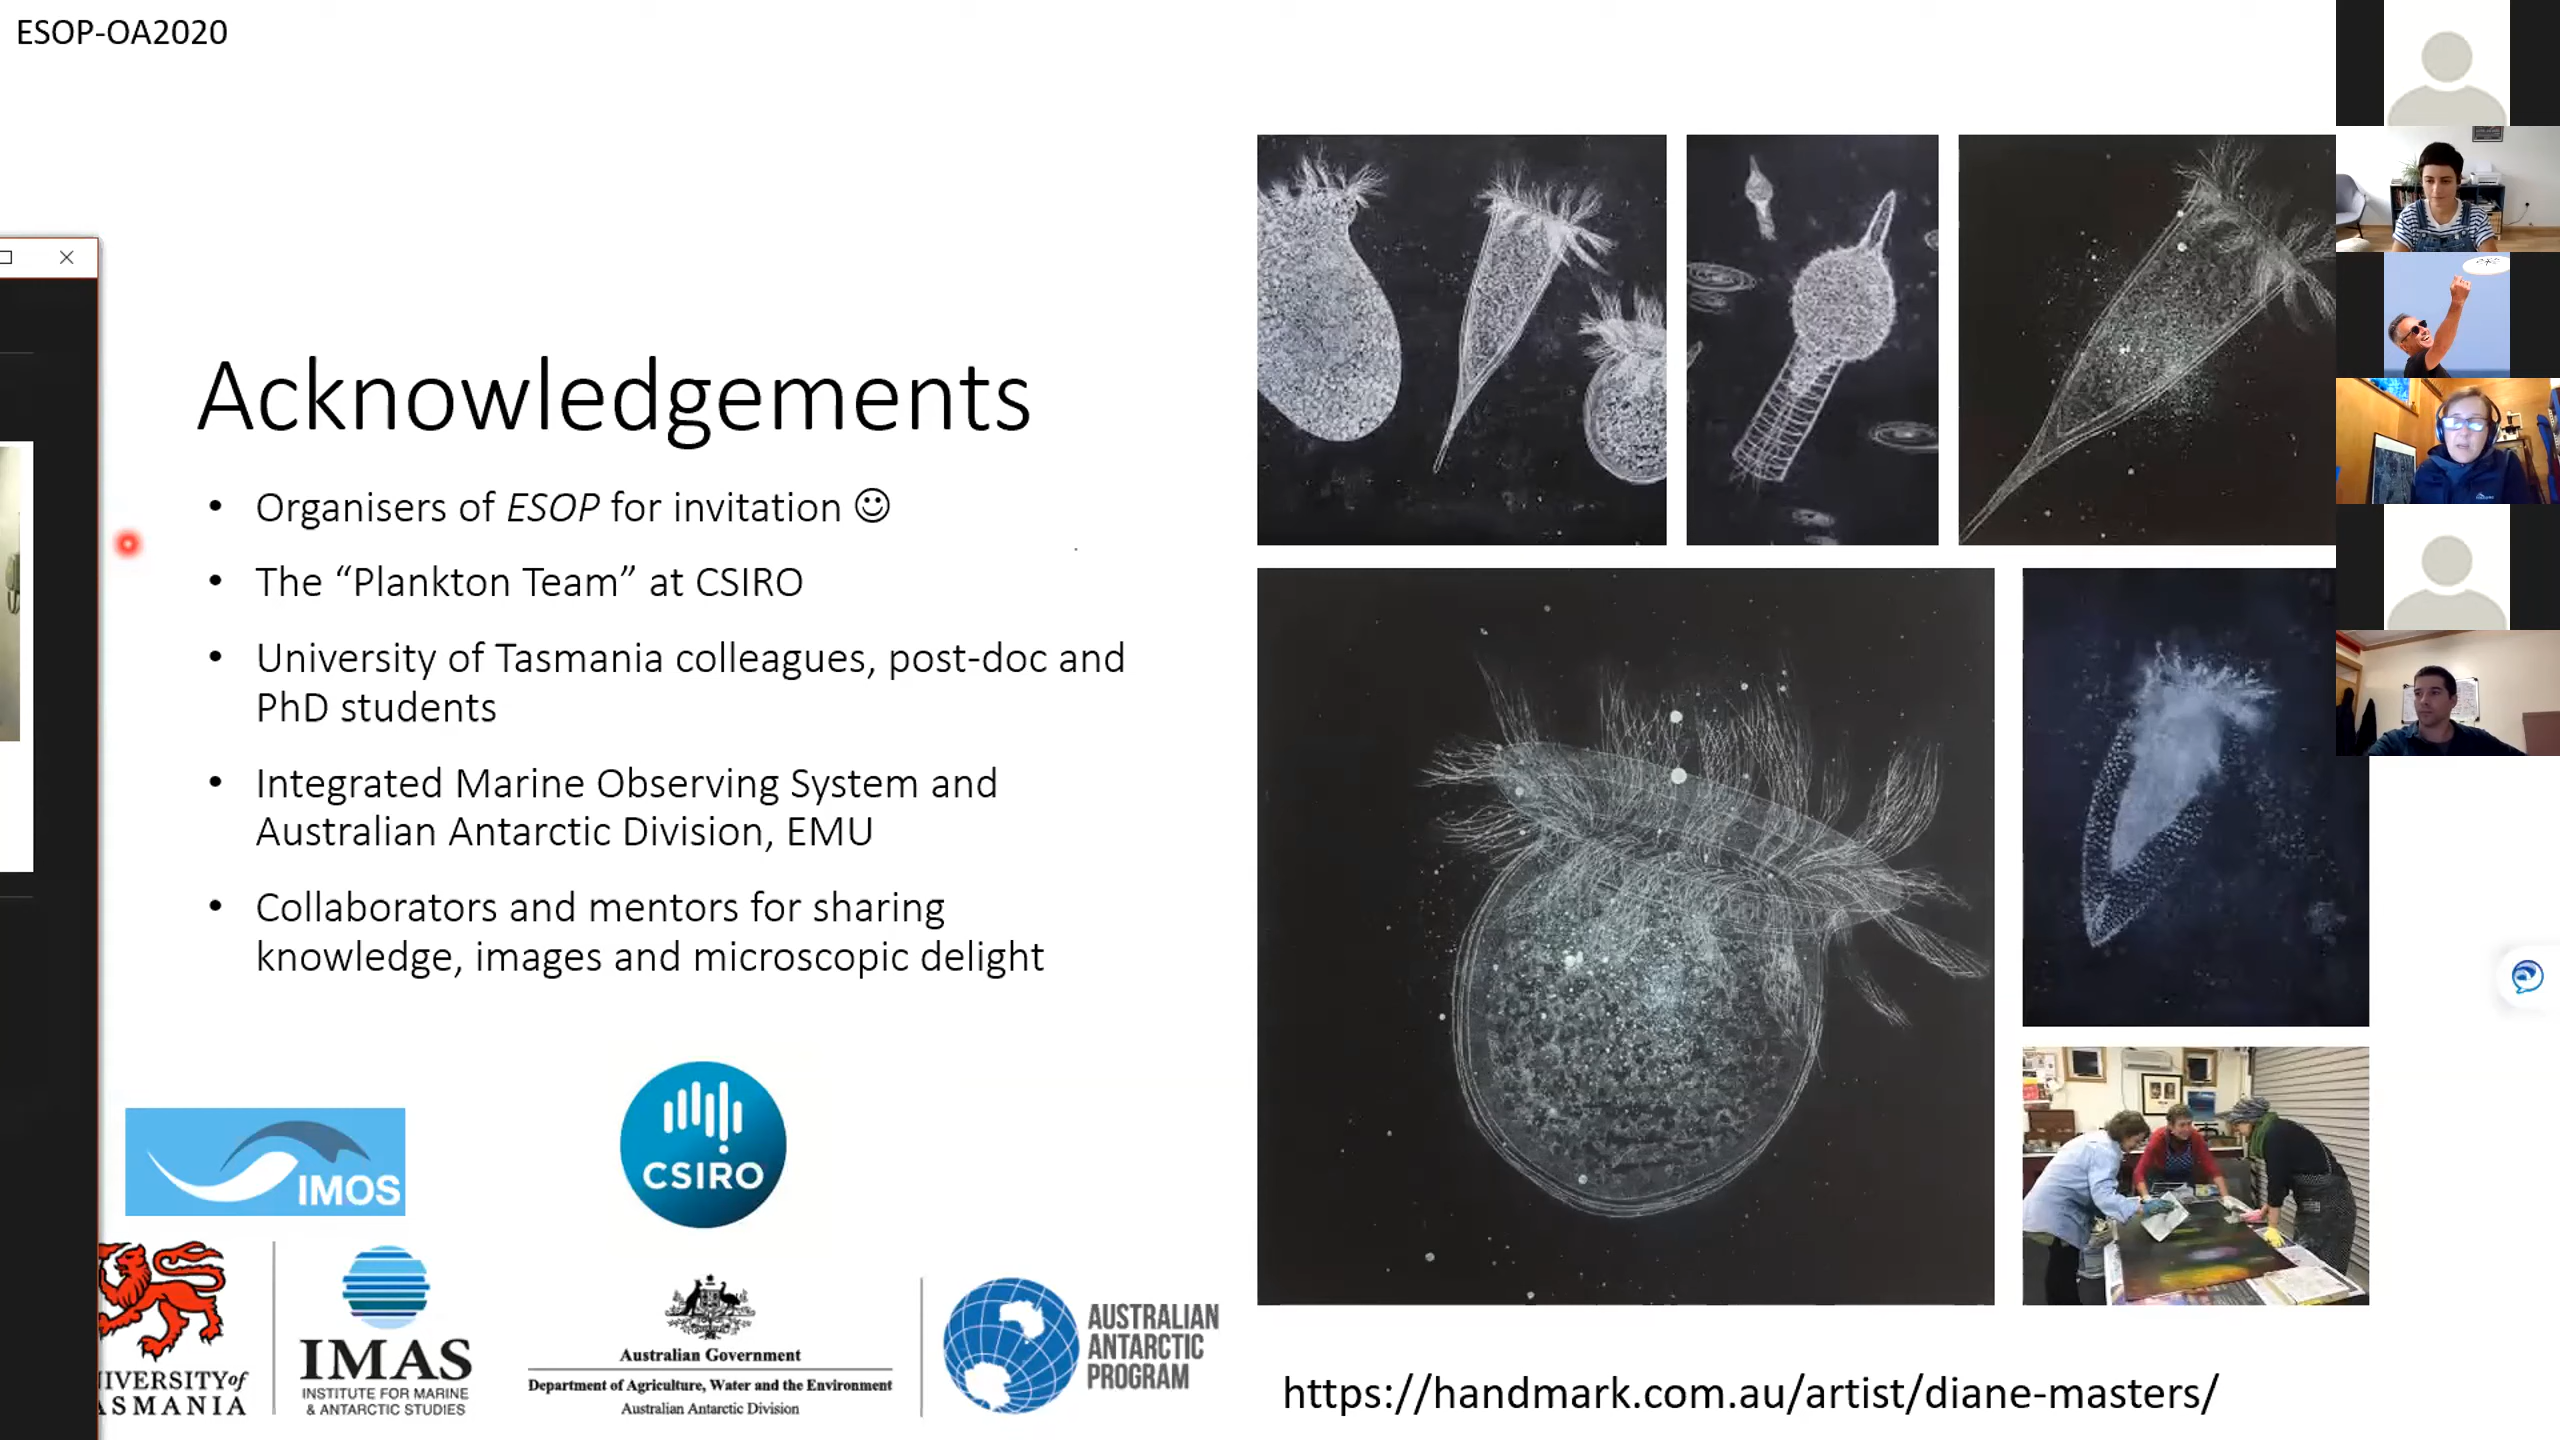 ESOP-OA2020
Acknowledgements
• Organisers of ESOP for invitation ☺
• The “Plankton Team” at CSIRO
• University of Tasmania colleagues, post-doc and
PhD students
• Integrated Marine Observing System and
Australian Antarctic Division, EMU
• Collaborators and mentors for sharing
knowledge, images and microscopic delight
IMOS
CSIRO
IVERSITY of
ASMANIA
IMAS
INSTITUTE FOR MARINE
& ANTARCTIC STUDIES
Australian Government
Department of Agriculture, Water and the Environment
Australian Antarctic Division
AUSTRALIAN
ANTARCTIC
PROGRAM
https://handmark.com.au/artist/diane-masters/